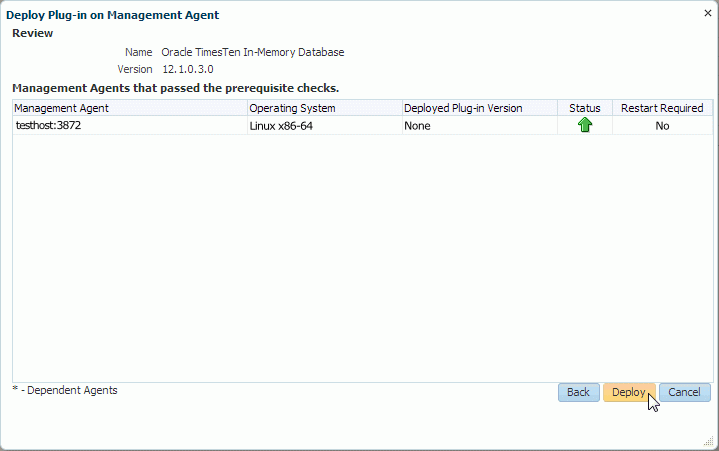 Deploy Plug-in on Management Agent
Review
Name Oracle TimesTen In-Memory Database
Version 12.1.0.3.0
Management Agents that passed the prerequisite checks.
Management Agent Operating System Deployed Plug-in Version Status Restart Required
testhost:3872 Linux x86-64 None No
* - Dependent Agents Back Deploy Cancel